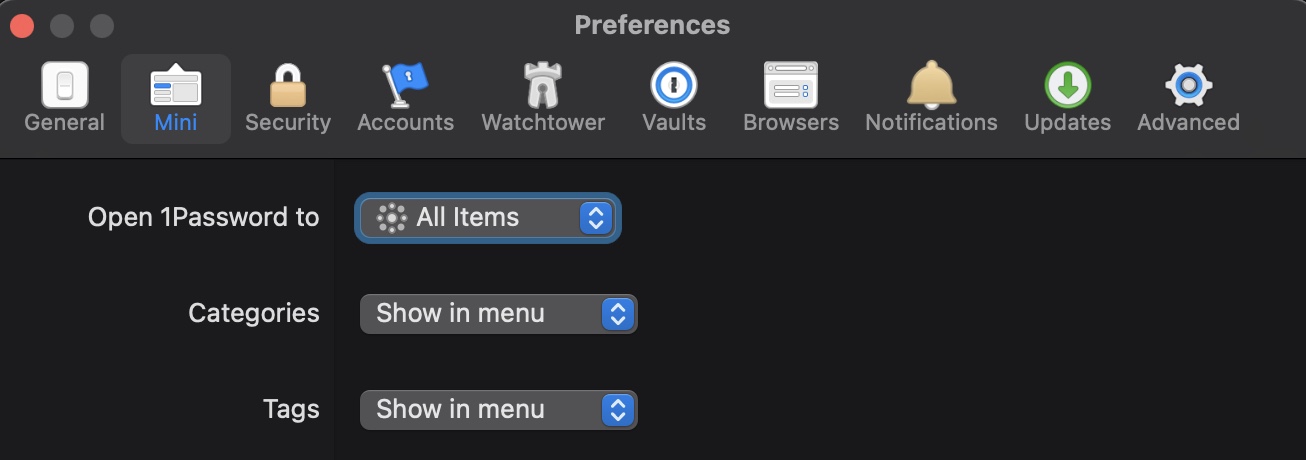 Preferences
General Mini Security Accounts Watchtower Vaults Browsers Notifications Updates Advanced
Open 1Password to All Items
Categories Show in menu
Tags Show in menu